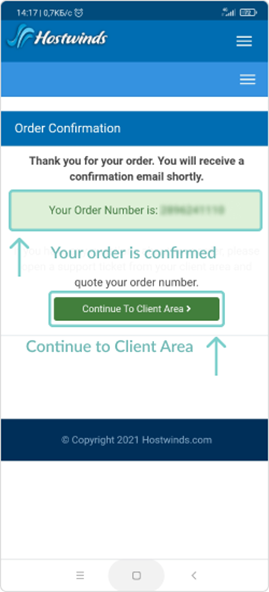 14:17 | 0,7КБ/с
Hostwinds
Order Confirmation
Thank you for your order. You will receive a
confirmation email shortly.
Your Order Number is:
Your order is confirmed
quote your order number.
Continue To Client Area
Continue to Client Area
© Copyright 2021 Hostwinds.com